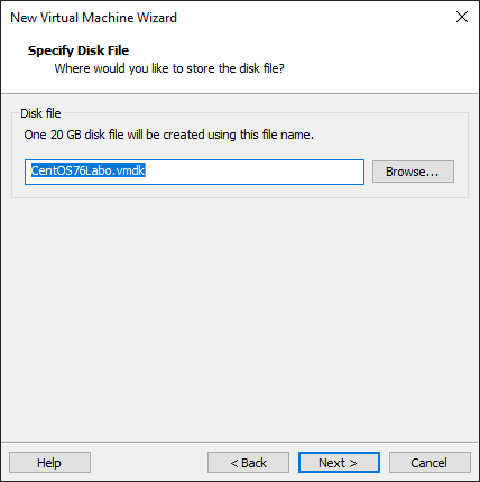 New Virtual Machine Wizard
Specify Disk File
Where would you like to store the disk file?
Disk file
One 20 GB disk file will be created using this file name.
CentOS76Labo.vmdk
Browse...
Help
< Back
Next >
Cancel